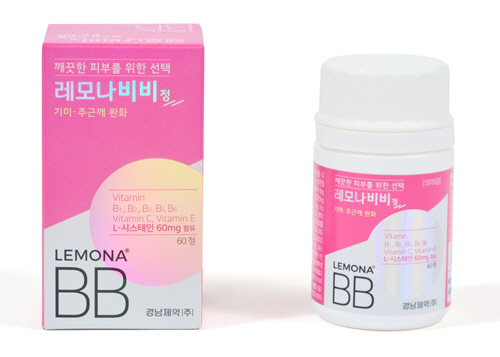 깨끗한 피부를 위한 선택
레모나비비정
기미·주근깨 완화
Vitamin
B1, B2, B3, B5, B6
Vitamin C, Vitamin E
L-시스테인 60mg 함유
60정
LEMONA®
BB
경남제약(주)
깨끗한 피부를 위한 선택
레모나비비정
기미·주근깨 완화
Vitamin
B1, B2, B3, B5, B6
Vitamin C, Vitamin E
L-시스테인 60mg 함유
60정
LEMONA®
BB
경남제약(주)